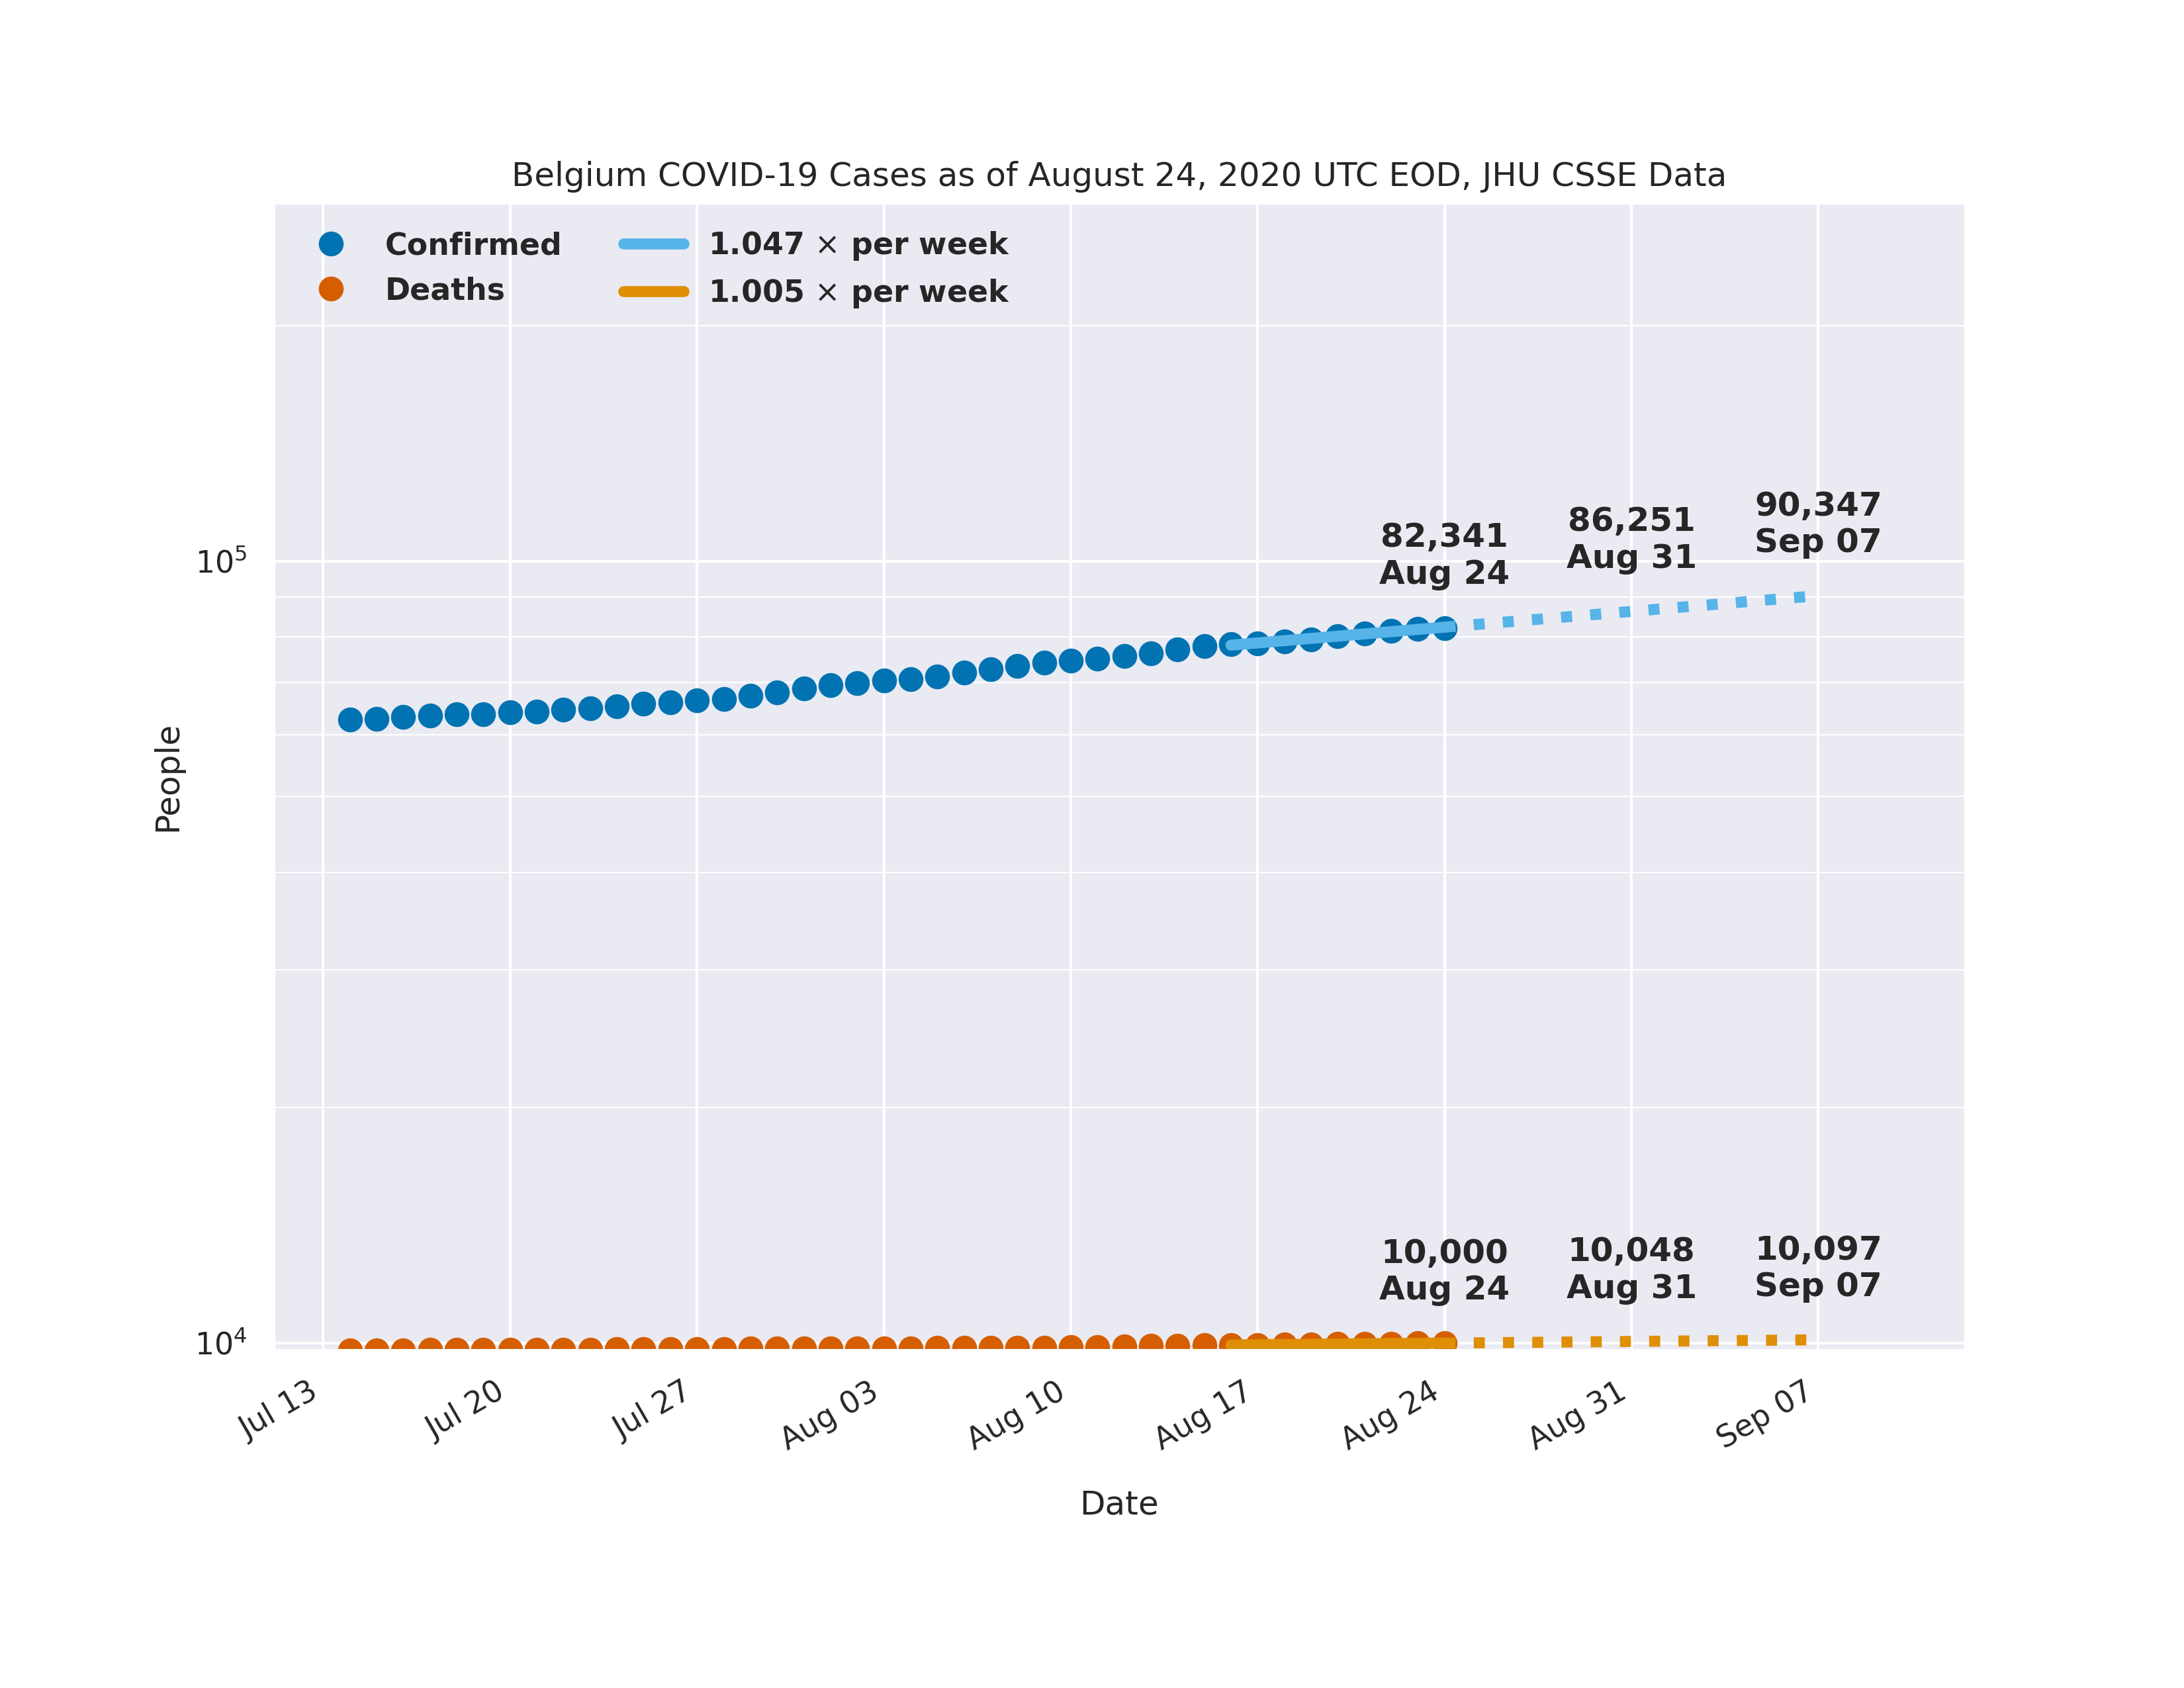 Belgium COVID-19 Cases as of August 24, 2020 UTC EOD, JHU CSSE Data
Confirmed
Deaths
1.047 × per week
1.005 × per week
82,341
Aug 24
86,251
Aug 31
90,347
Sep 07
10⁵
People
10,000
Aug 24
10,048
Aug 31
10,097
Sep 07
10⁴
Jul 13
Jul 20
Jul 27
Aug 03
Aug 10
Aug 17
Aug 24
Aug 31
Sep 07
Date